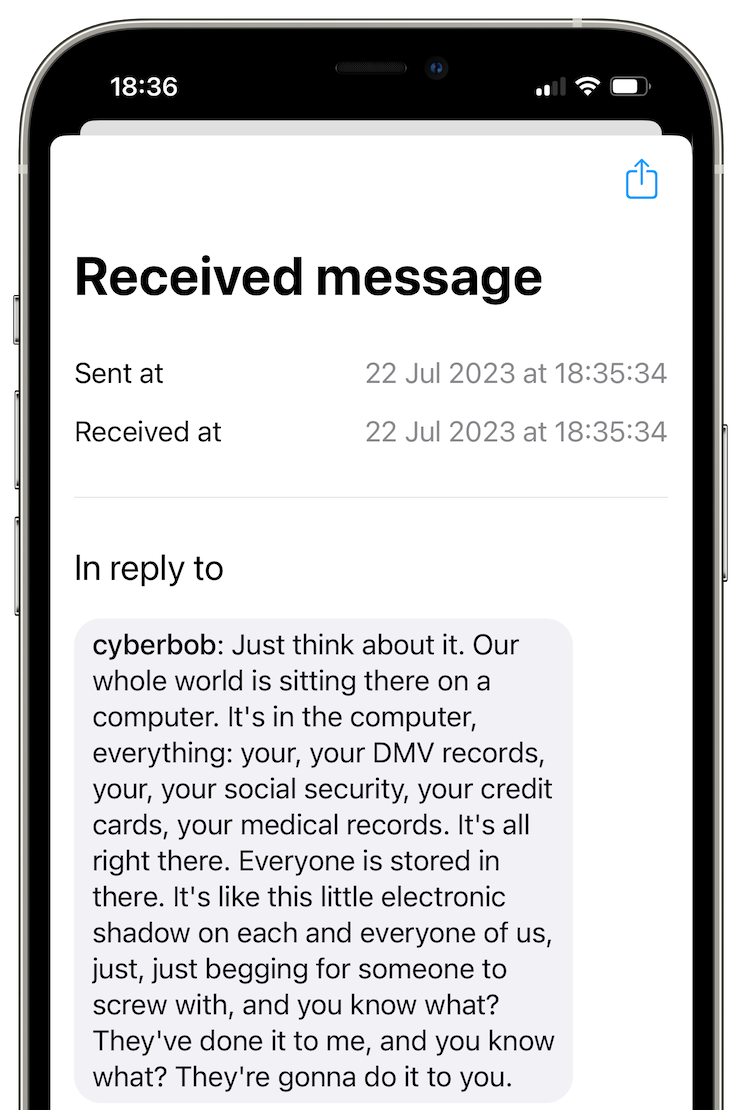 18:36
Received message
Sent at 22 Jul 2023 at 18:35:34
Received at 22 Jul 2023 at 18:35:34
In reply to
cyberbob: Just think about it. Our
whole world is sitting there on a
computer. It's in the computer,
everything: your, your DMV records,
your, your social security, your credit
cards, your medical records. It's all
right there. Everyone is stored in
there. It's like this little electronic
shadow on each and everyone of us,
just, just begging for someone to
screw with, and you know what?
They've done it to me, and you know
what? They're gonna do it to you.